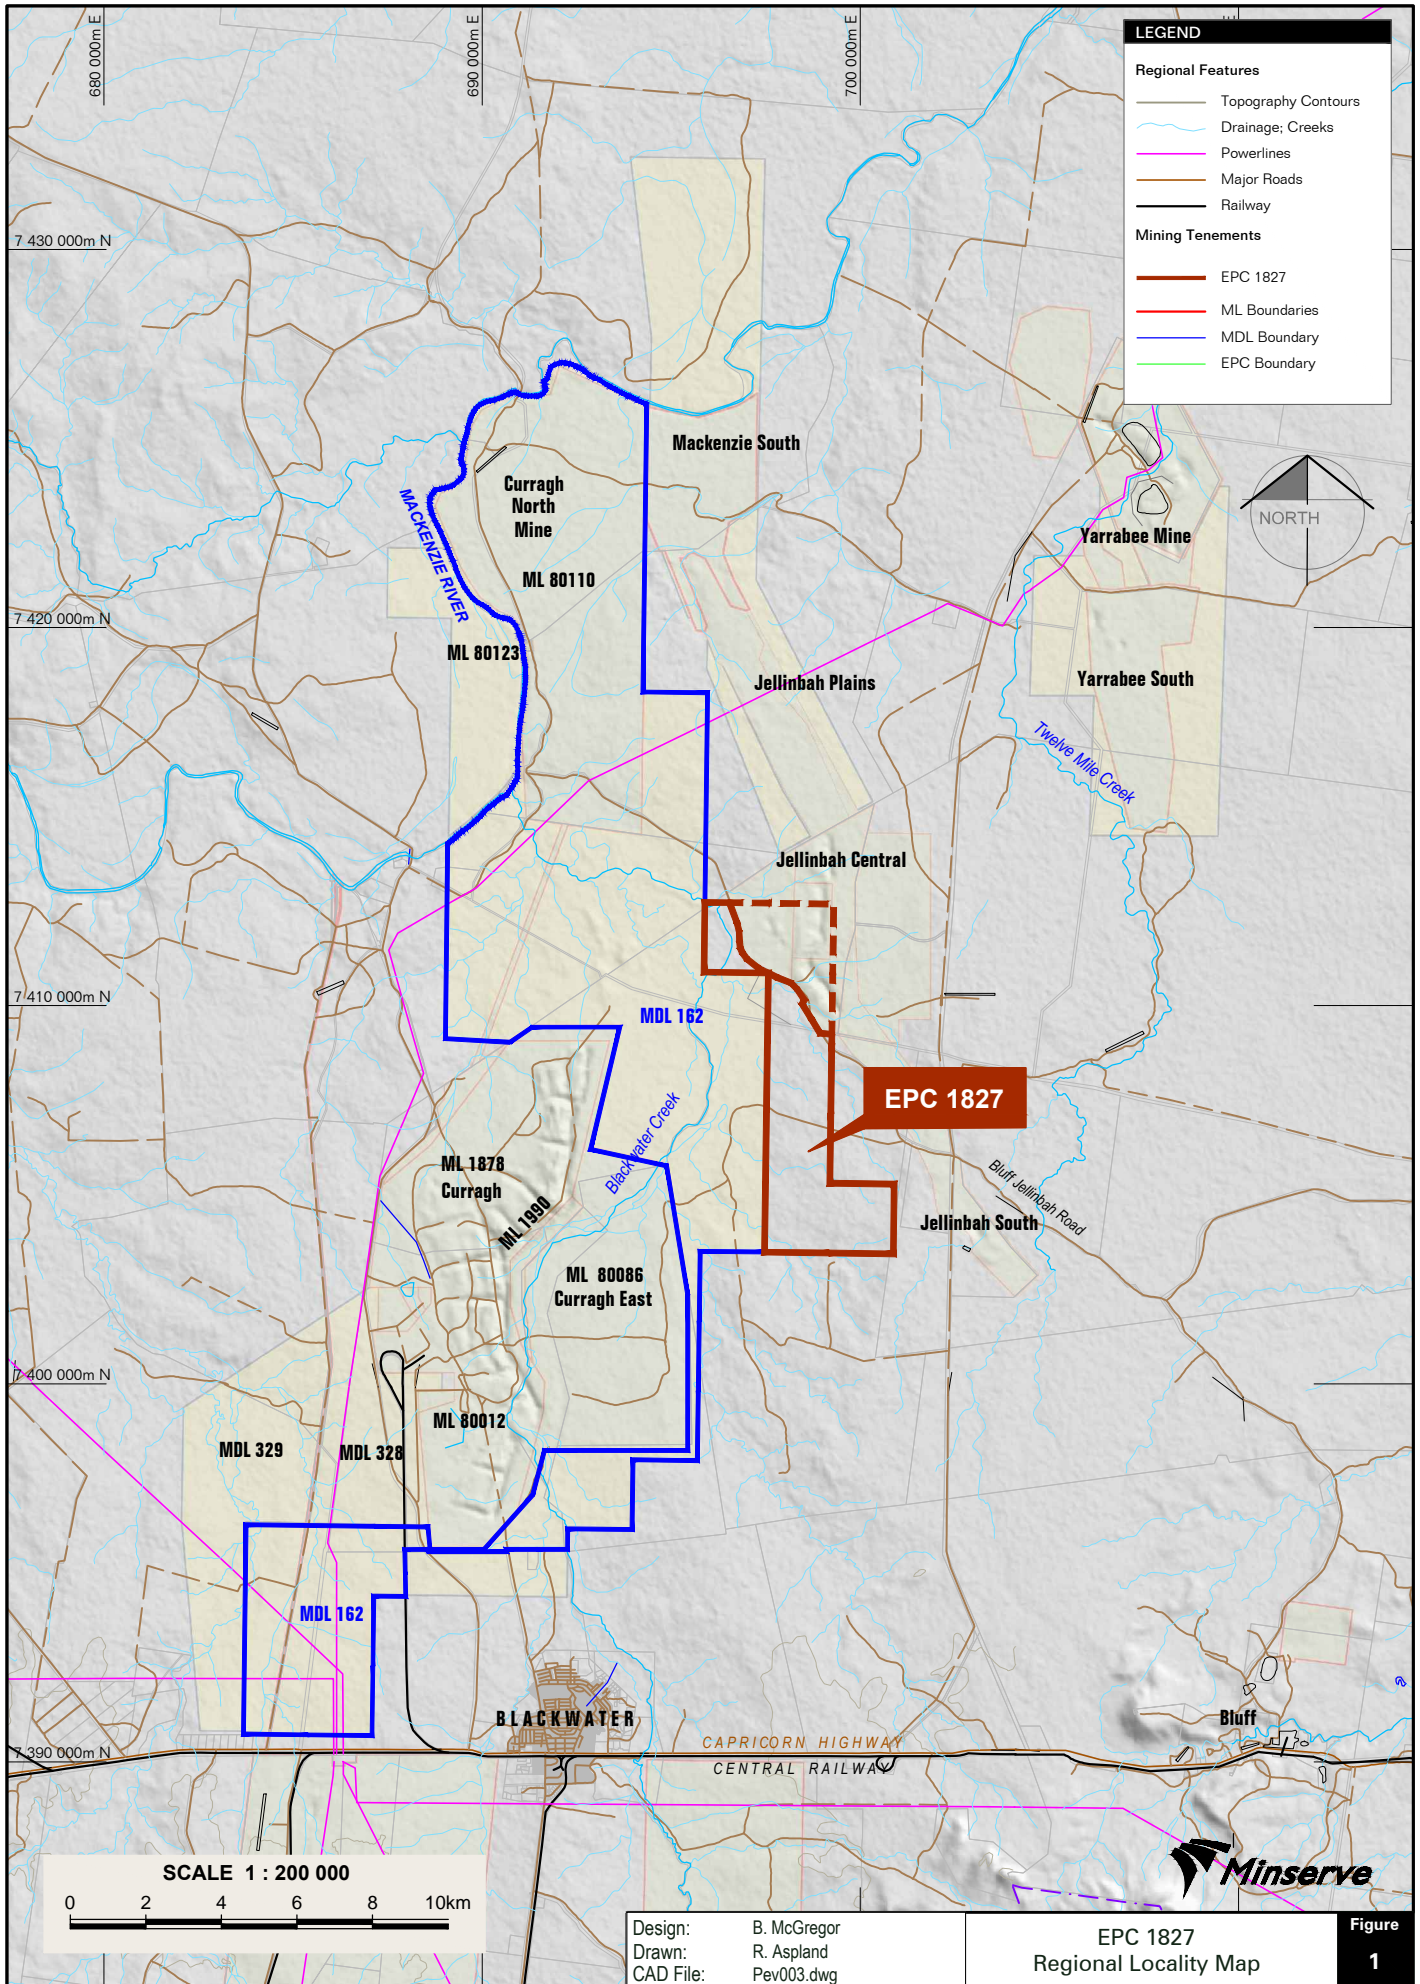 680 000m E
690 000m E
700 000m E
E
LEGEND
Regional Features
Topography Contours
Drainage; Creeks
Powerlines
Major Roads
Railway
Mining Tenements
EPC 1827
ML Boundaries
MDL Boundary
EPC Boundary
7 430 000m N
Mackenzie South
Curragh
North
Mine
MACKENZIE RIVER
NORTH
Yarrabee Mine
ML 80110
7 420 000m N
ML 80123
Jellinbah Plains
Yarrabee South
Twelve Mile Creek
Jellinbah Central
7 410 000m N
MDL 162
EPC 1827
Blackwater Creek
ML 1878
Curragh
ML 1990
Bluff Jellinbah Road
Jellinbah South
ML 80086
Curragh East
7 400 000m N
ML 80012
MDL 329
MDL 328
MDL 162
BLACKWATER
Bluff
7 390 000m N
CAPRICORN HIGHWAY
CENTRAL RAILWAY
Minserve
SCALE 1 : 200 000
0 2 4 6 8 10km
Design: B. McGregor
Drawn: R. Aspland
CAD File: Pev003.dwg
EPC 1827
Regional Locality Map
Figure
1